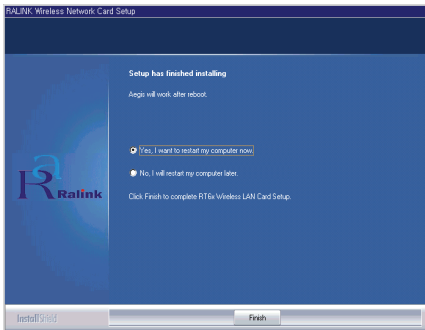 RALINK Wireless Network Card Setup
Setup has finished installing
Aegis will work after reboot.
Yes, I want to restart my computer now.
No, I will restart my computer later.
Ralink
Click Finish to complete RT6x Wireless LAN Card Setup.
InstallShield
Finish